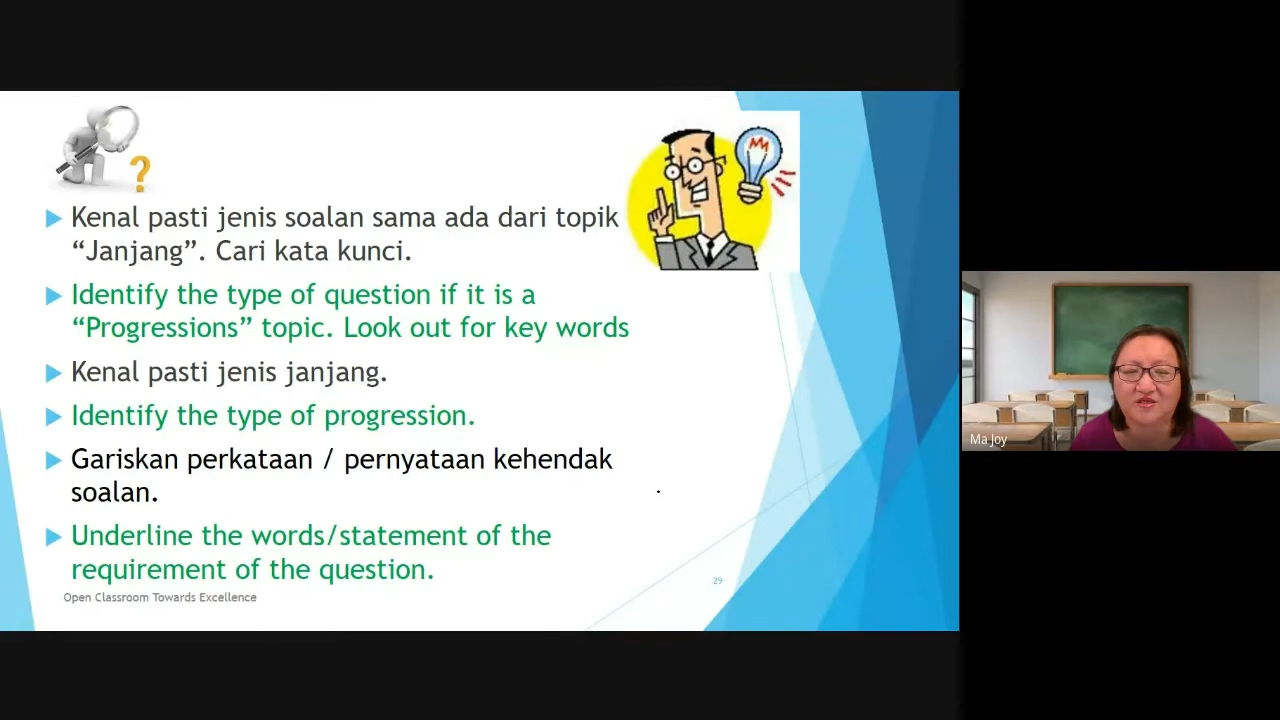 Kenal pasti jenis soalan sama ada dari topik
“Janjang”. Cari kata kunci.
Identify the type of question if it is a
“Progressions” topic. Look out for key words
Kenal pasti jenis janjang.
Identify the type of progression.
Gariskan perkataan / pernyataan kehendak
soalan.
Underline the words/statement of the
requirement of the question.
29
Open Classroom Towards Excellence
Ma Joy